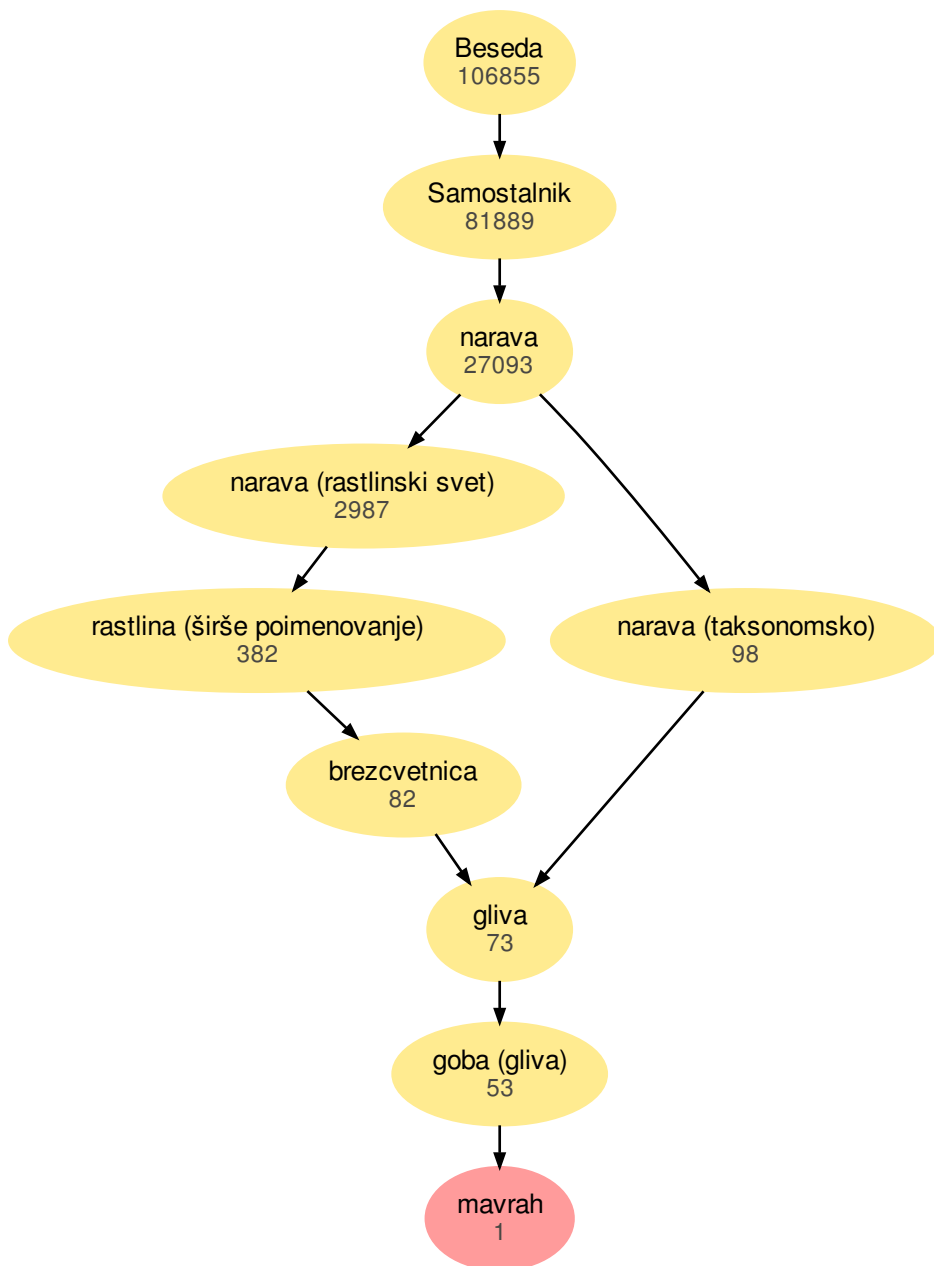 Beseda
106855
Samostalnik
81889
narava
27093
narava (rastlinski svet)
2987
rastlina (širše poimenovanje)
382
narava (taksonomsko)
98
brezcvetnica
82
gliva
73
goba (gliva)
53
mavrah
1